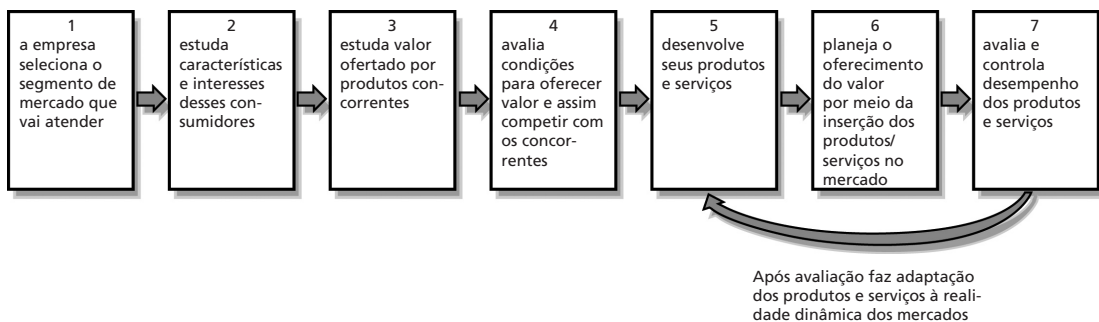 1
a empresa
seleciona o
segmento de
mercado que
vai atender
2
estuda
características
e interesses
desses con-
sumidores
3
estuda valor
ofertado por
produtos con-
correntes
4
avalia
condições
para oferecer
valor e assim
competir com
os concor-
rentes
5
desenvolve
seus produtos
e serviços
6
planeja o
oferecimento
do valor
por meio da
inserção dos
produtos/
serviços no
mercado
7
avalia e
controla
desempenho
dos produtos
e serviços
Após avaliação faz adaptação
dos produtos e serviços à reali-
dade dinâmica dos mercados